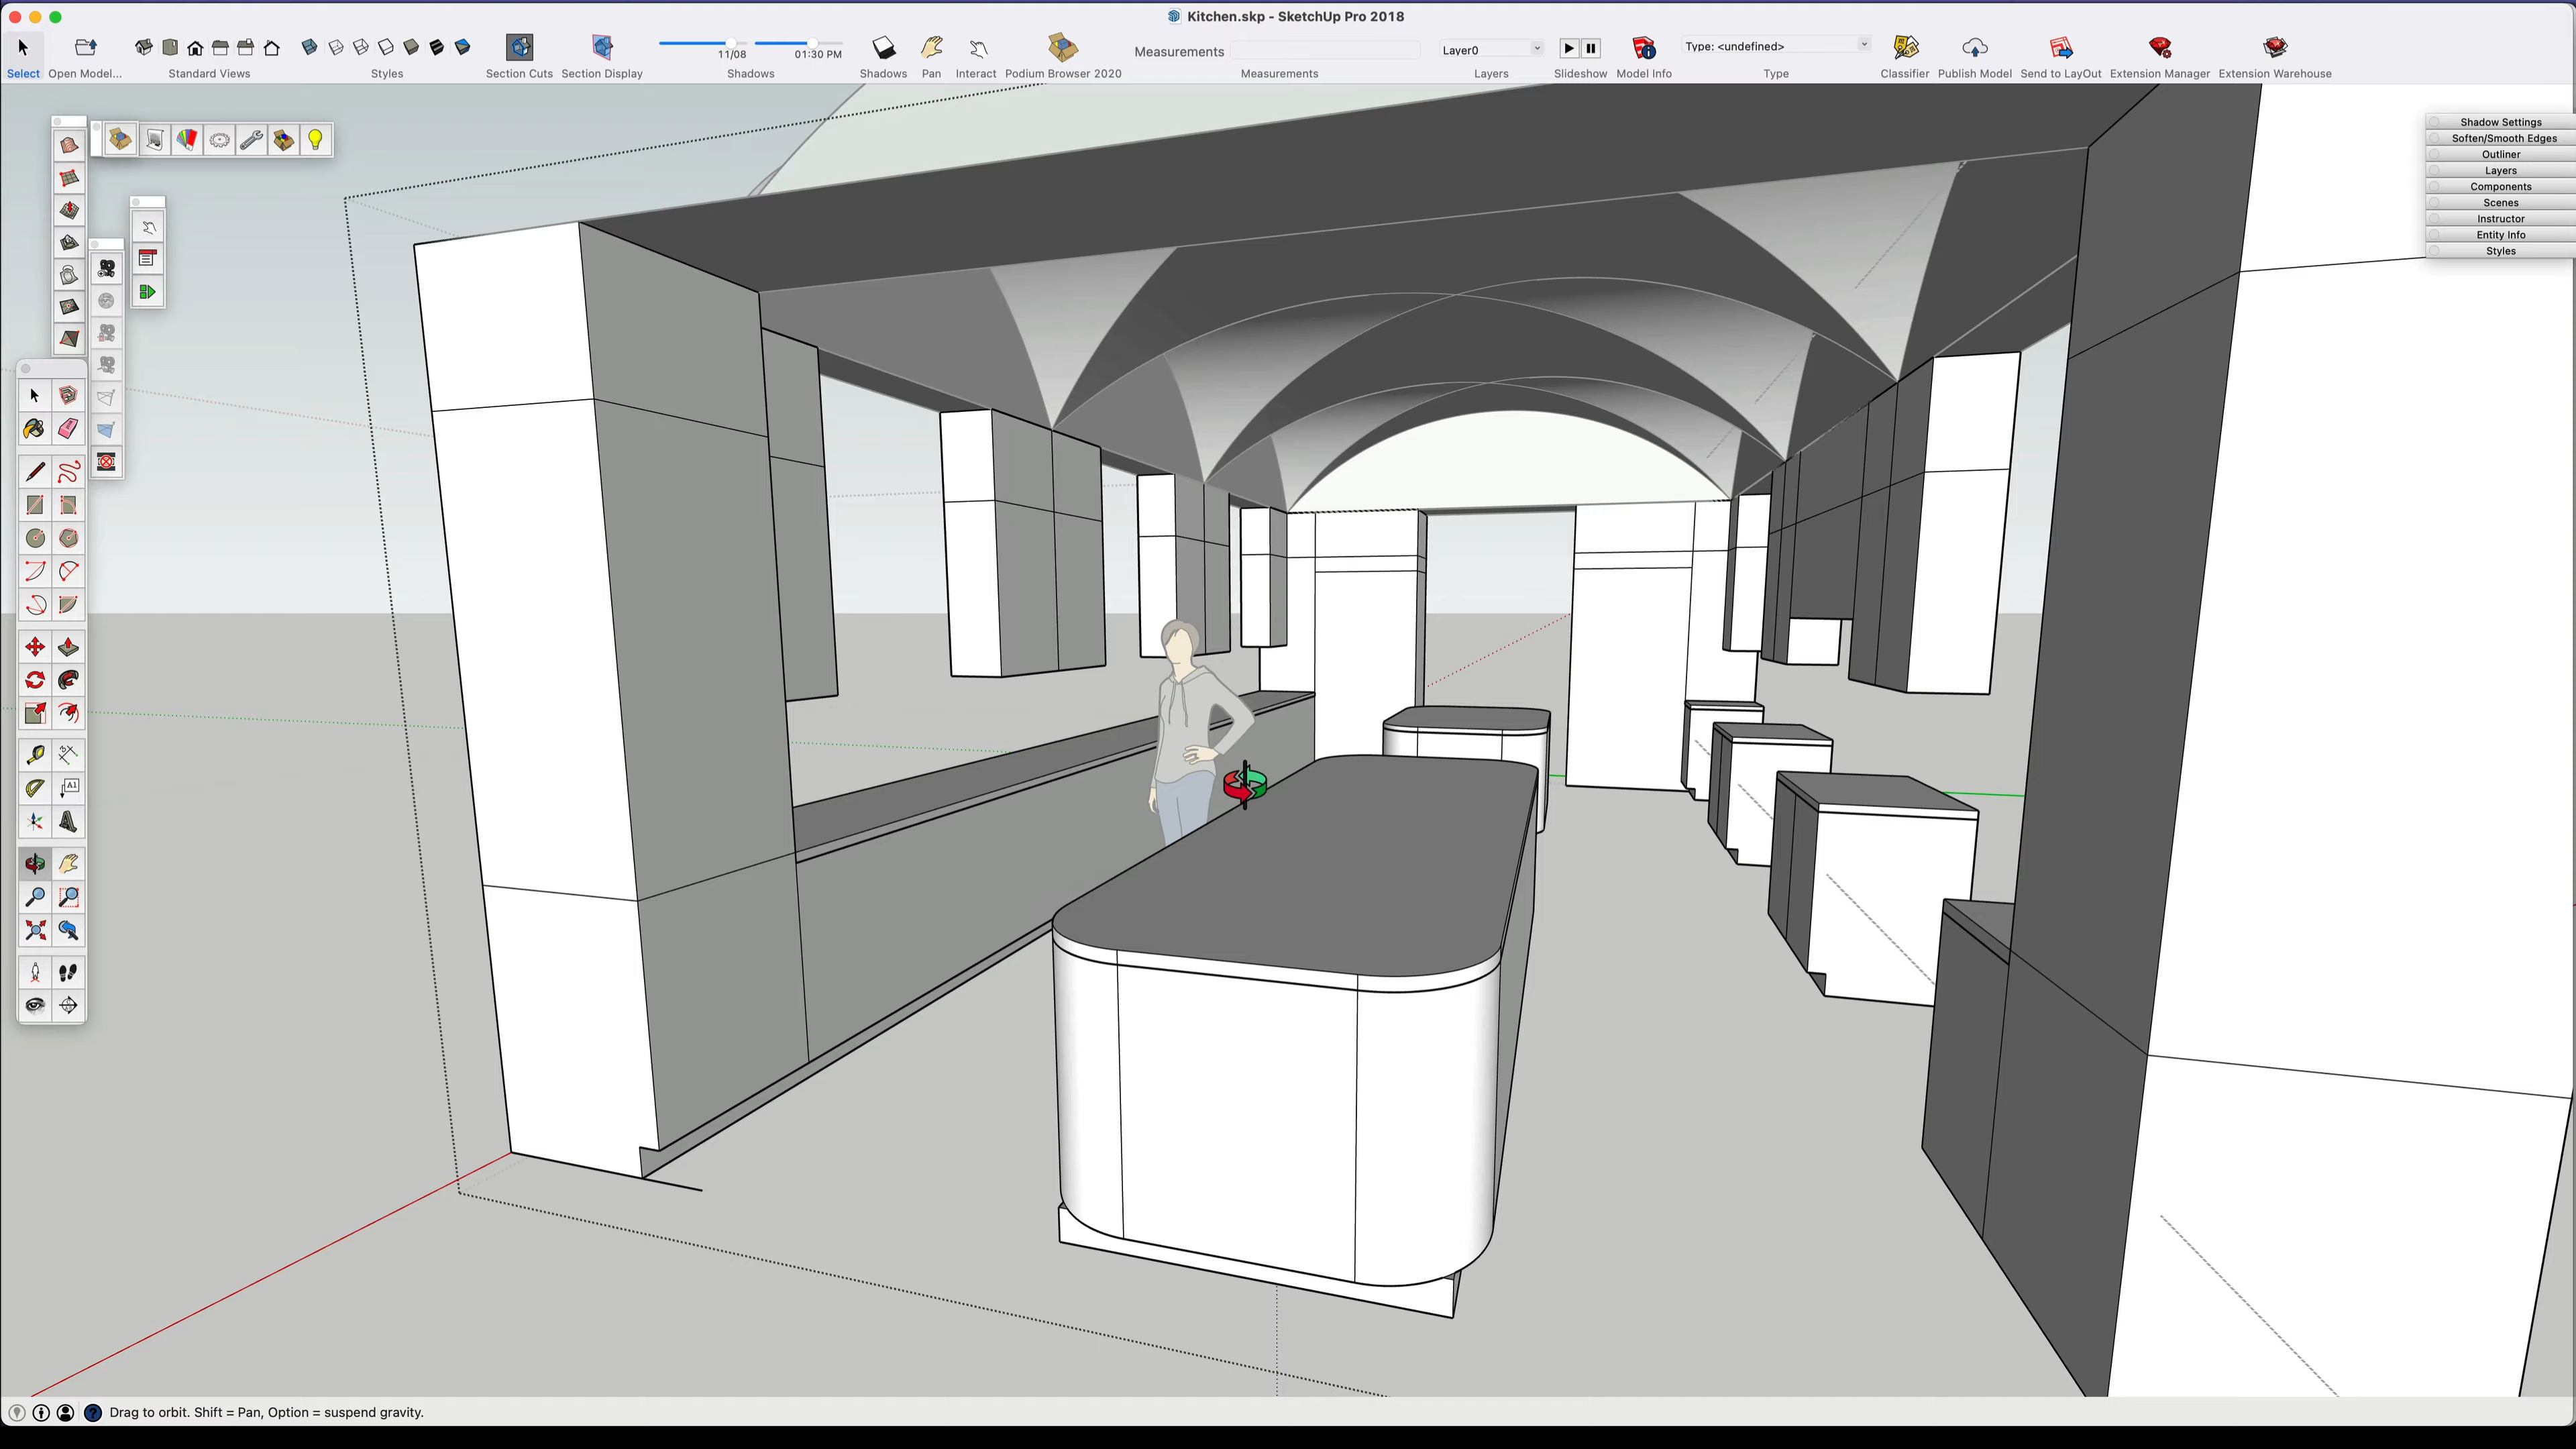 Kitchen.skp - SketchUp Pro 2018
11/08
01:30 PM
Measurements
Layer0
Type: <undefined>
Select
Open Model...
Standard Views
Styles
Section Cuts
Section Display
Shadows
Shadows
Pan
Interact
Podium Browser 2020
Measurements
Layers
Slideshow
Model Info
Type
Classifier
Publish Model
Send to LayOut
Extension Manager
Extension Warehouse
Shadow Settings
Soften/Smooth Edges
Outliner
Layers
Components
Scenes
Instructor
Entity Info
Styles
A1
Drag to orbit. Shift = Pan, Option = suspend gravity.